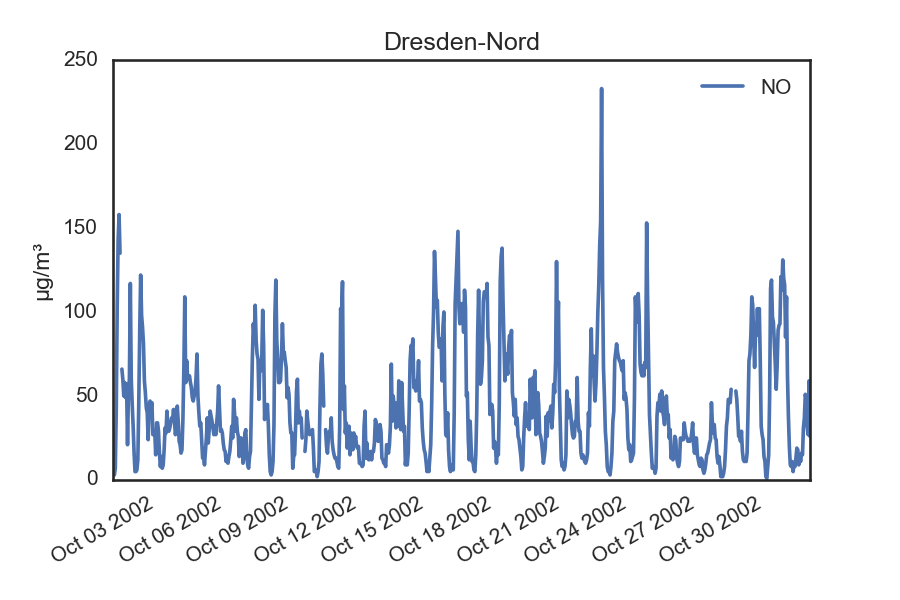 Dresden-Nord
NO
µg/m³
250
200
150
100
50
0
Oct 03 2002
Oct 06 2002
Oct 09 2002
Oct 12 2002
Oct 15 2002
Oct 18 2002
Oct 21 2002
Oct 24 2002
Oct 27 2002
Oct 30 2002